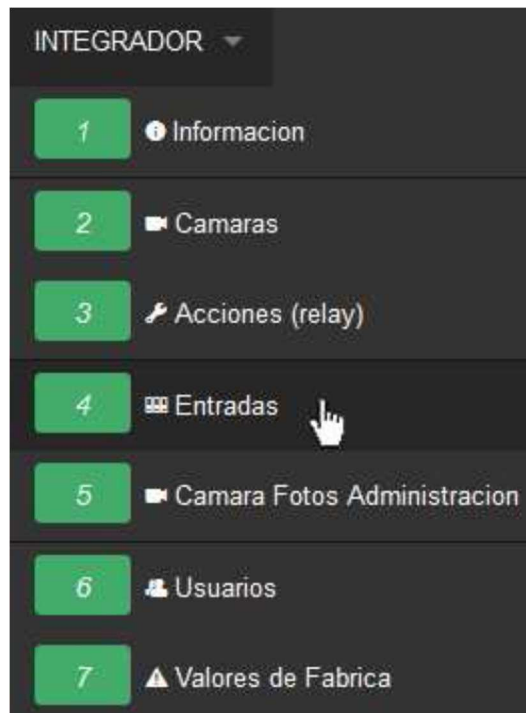 INTEGRADOR
1 Informacion
2 Camaras
3 Acciones (relay)
4 Entradas
5 Camara Fotos Administracion
6 Usuarios
7 Valores de Fabrica